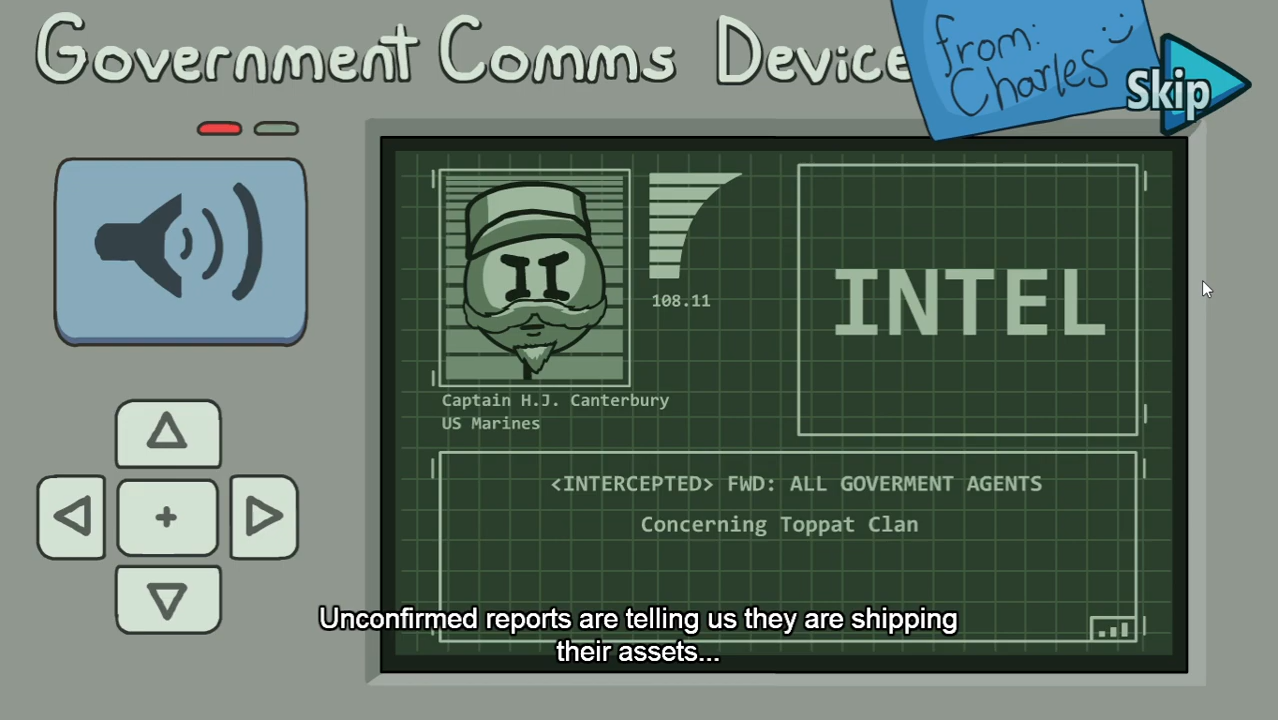 Government Comms Device
from:
Charles :)
Skip
INTEL
108.11
Captain H.J. Canterbury
US Marines
<INTERCEPTED> FWD: ALL GOVERMENT AGENTS
Concerning Toppat Clan
Unconfirmed reports are telling us they are shipping
their assets...